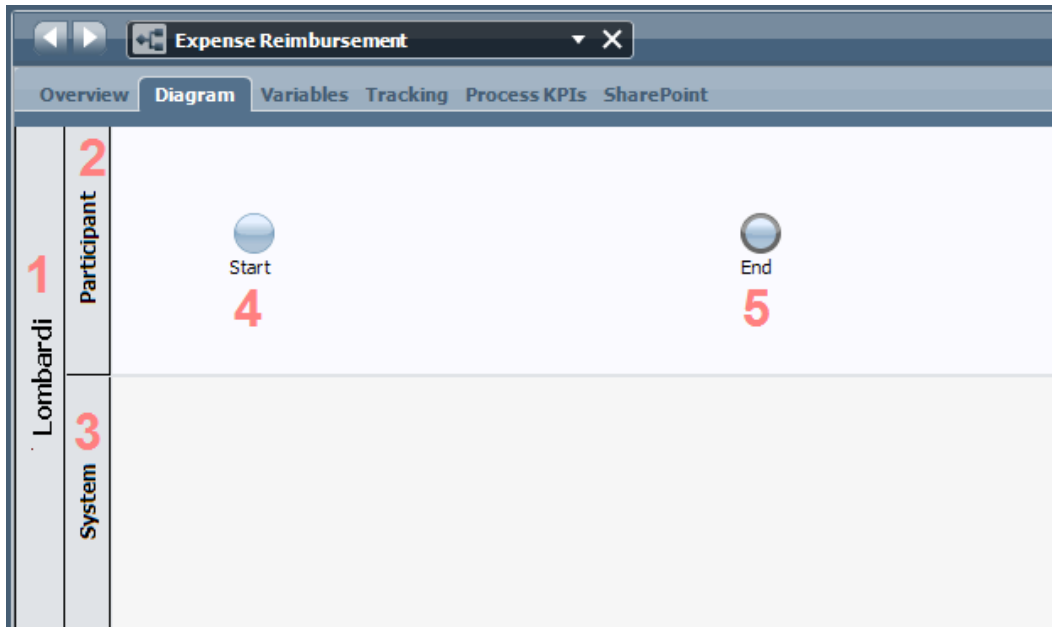 Expense Reimbursement
Overview Diagram Variables Tracking Process KPIs SharePoint
1
Lombardi
2
Participant
Start
4
End
5
3
System